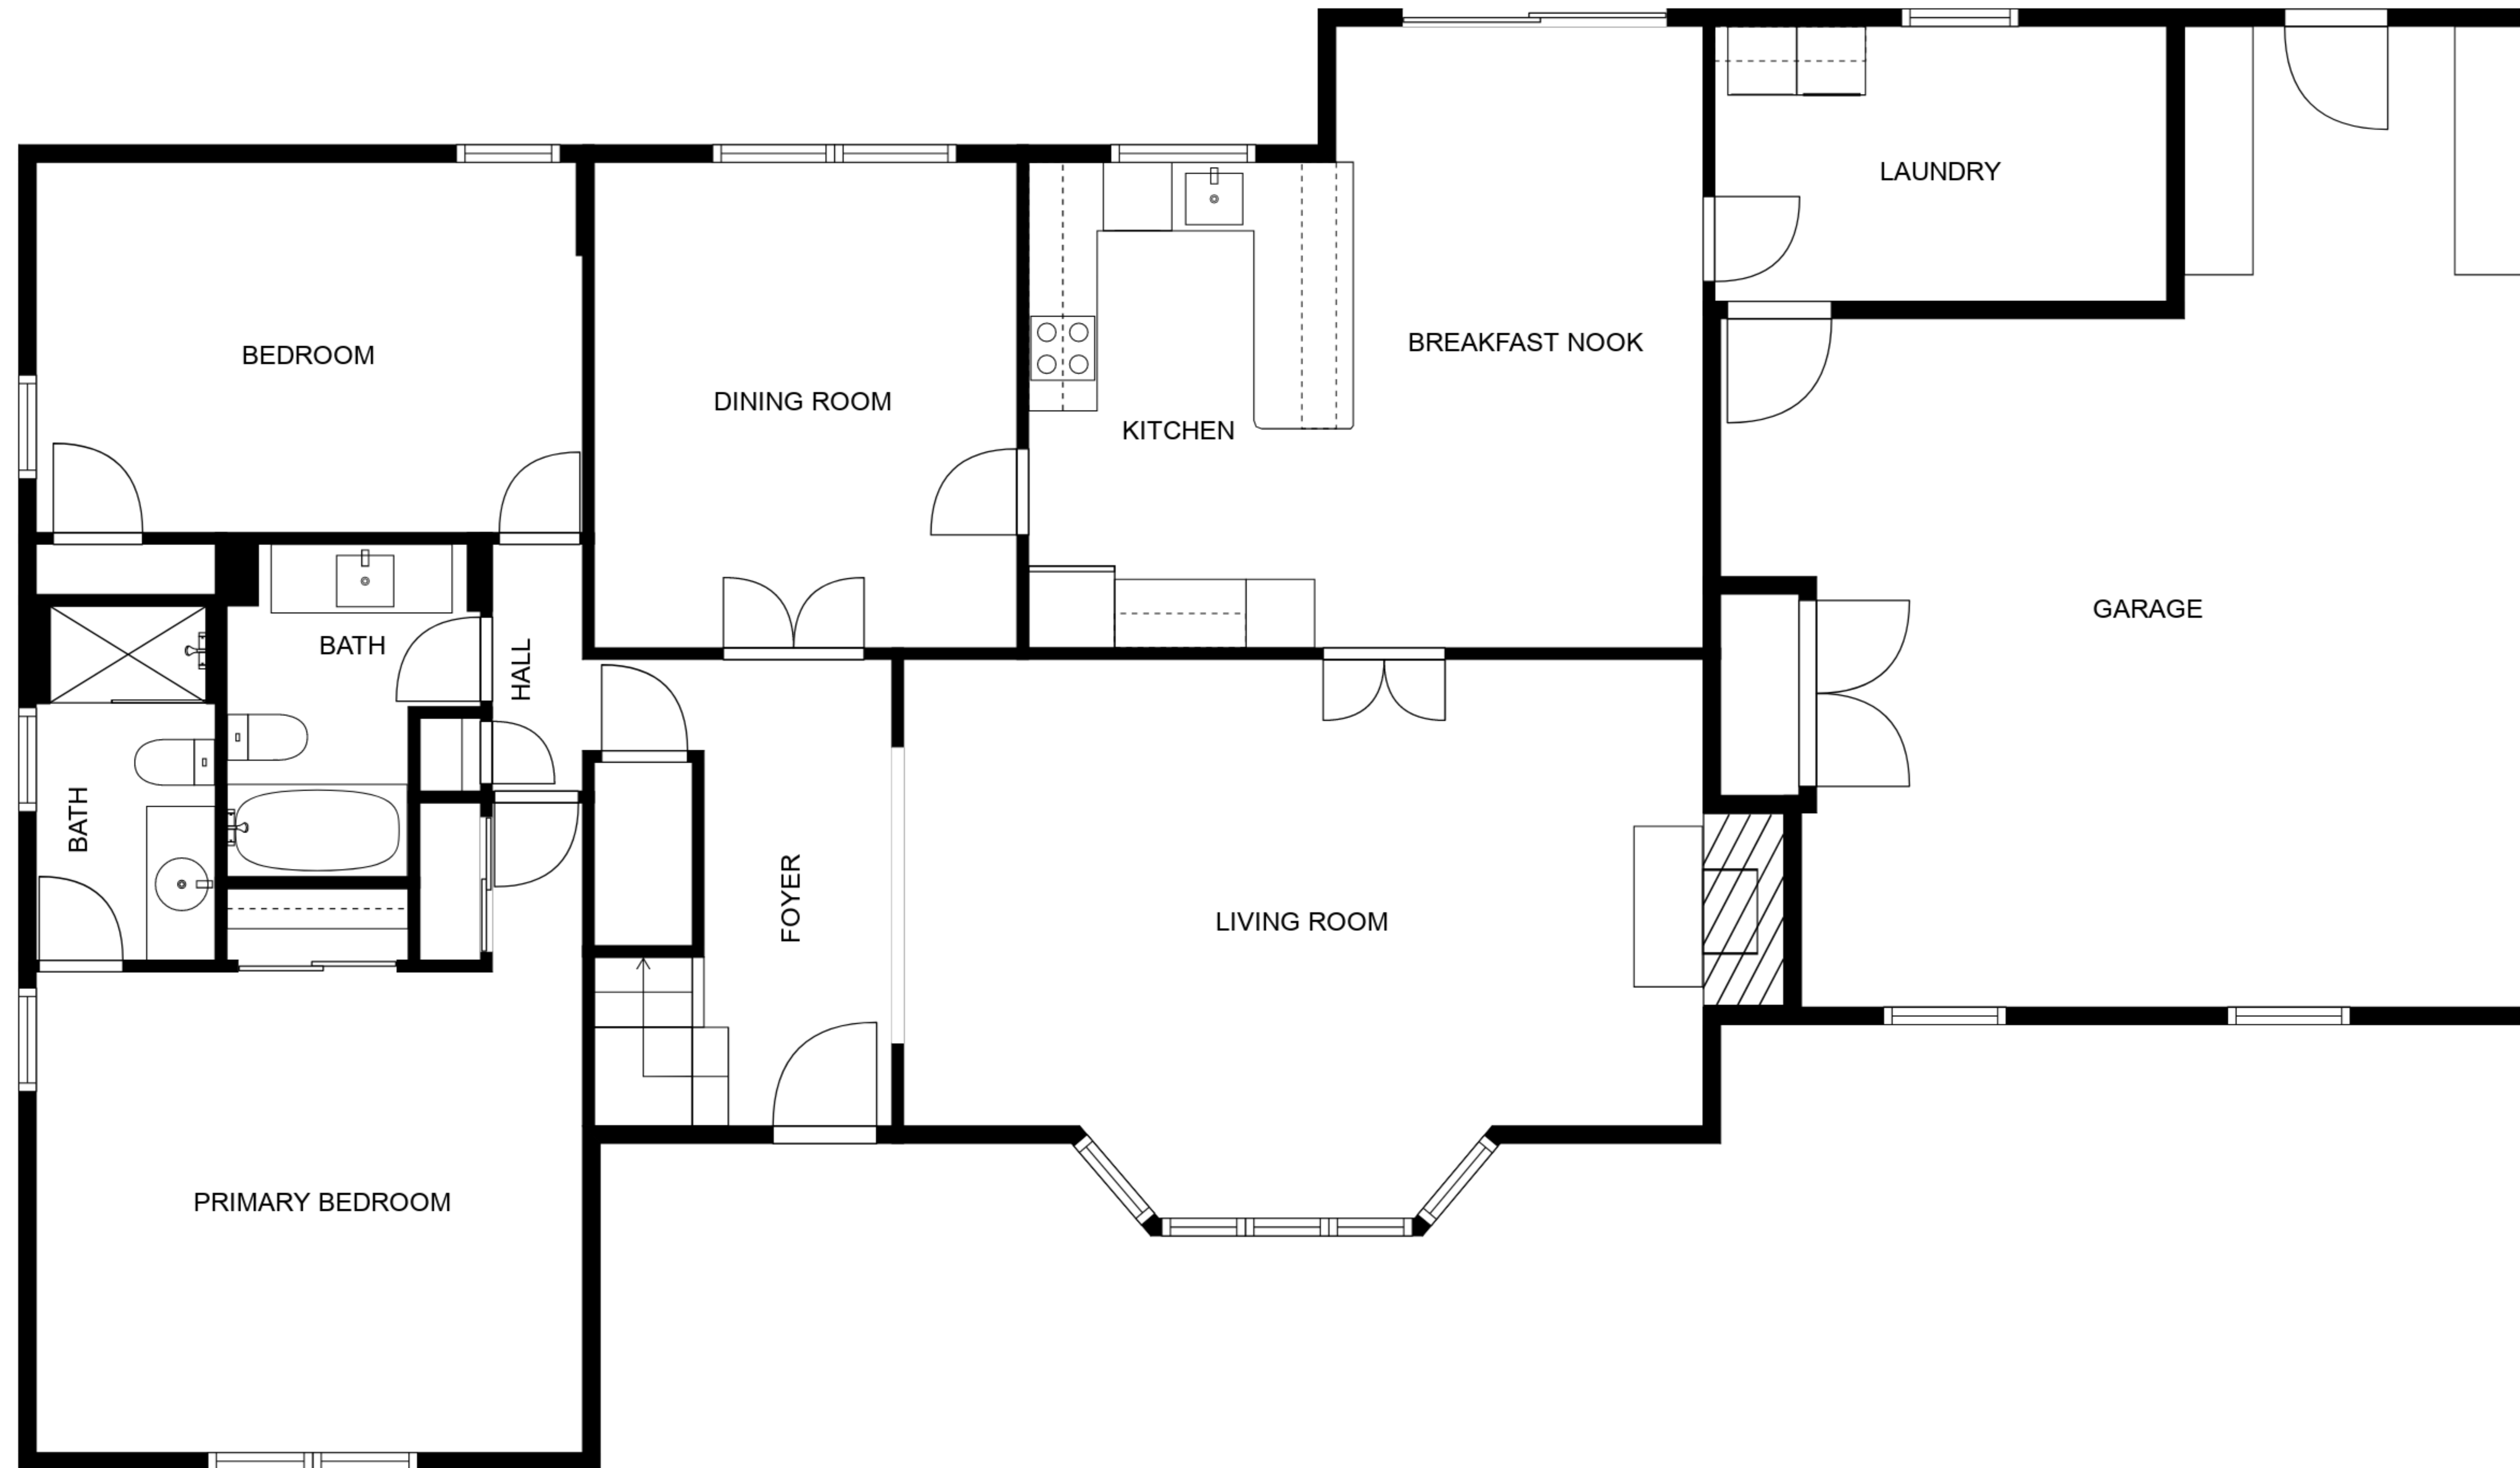 LAUNDRY
BREAKFAST NOOK
BEDROOM
DINING ROOM
KITCHEN
GARAGE
BATH
HALL
BATH
FOYER
LIVING ROOM
PRIMARY BEDROOM